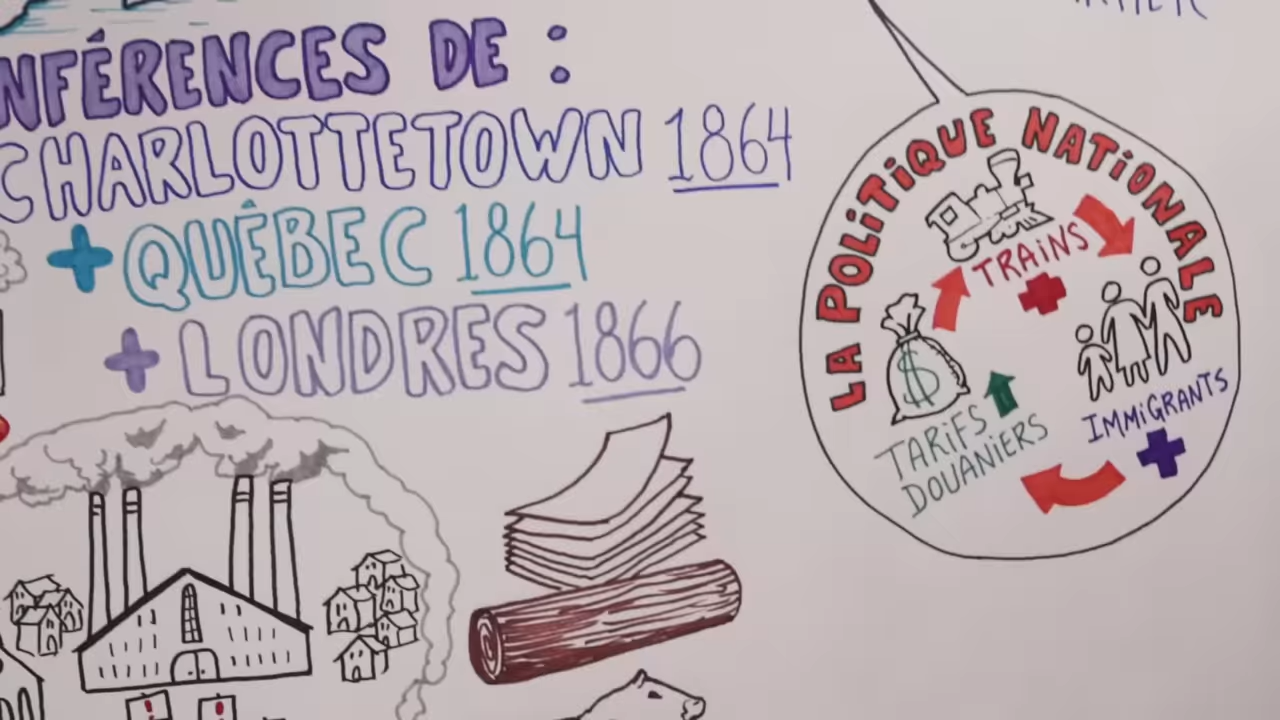 NFÉRENCES DE :
CHARLOTTETOWN 1864
+ QUÉBEC 1864
+ LONDRES 1866
LA POLITIQUE NATIONALE
TRAINS
+
$
TARIFS
DOUANIERS
IMMIGRANTS
+
! !